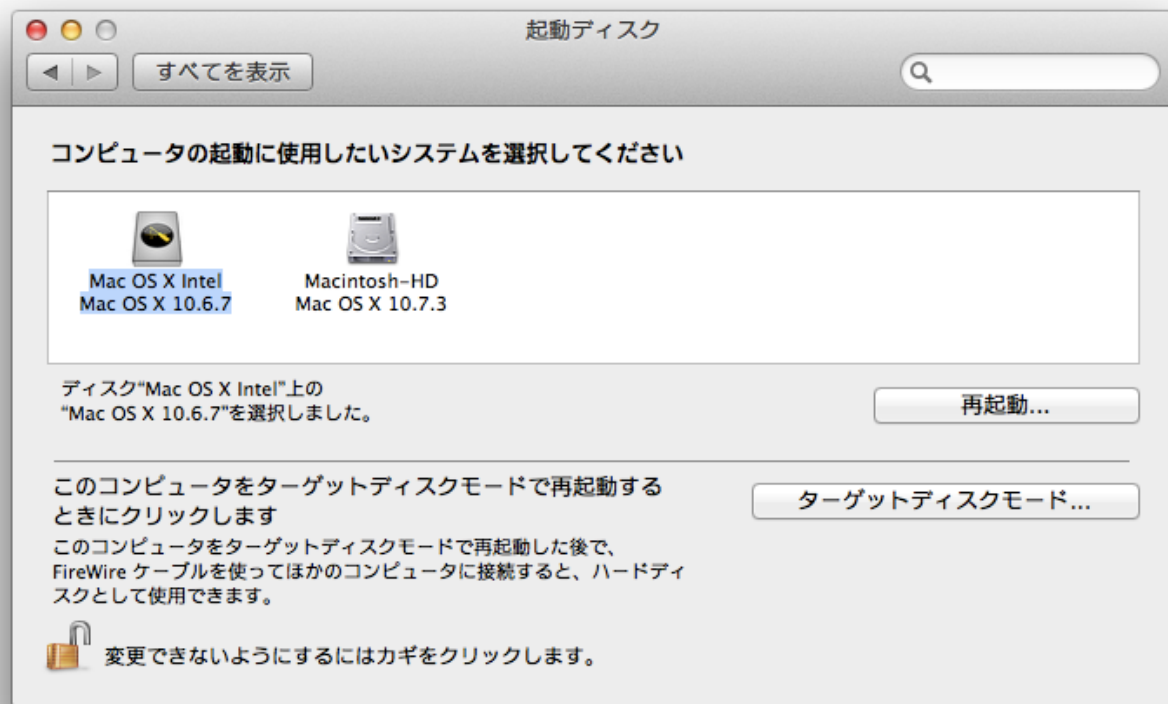 起動ディスク
すべてを表示
コンピュータの起動に使用したいシステムを選択してください
Mac OS X Intel
Mac OS X 10.6.7
Macintosh-HD
Mac OS X 10.7.3
ディスク“Mac OS X Intel”上の
“Mac OS X 10.6.7”を選択しました。
再起動...
このコンピュータをターゲットディスクモードで再起動する
ときにクリックします
ターゲットディスクモード...
このコンピュータをターゲットディスクモードで再起動した後で、
FireWire ケーブルを使ってほかのコンピュータに接続すると、ハードディ
スクとして使用できます。
変更できないようにするにはカギをクリックします。